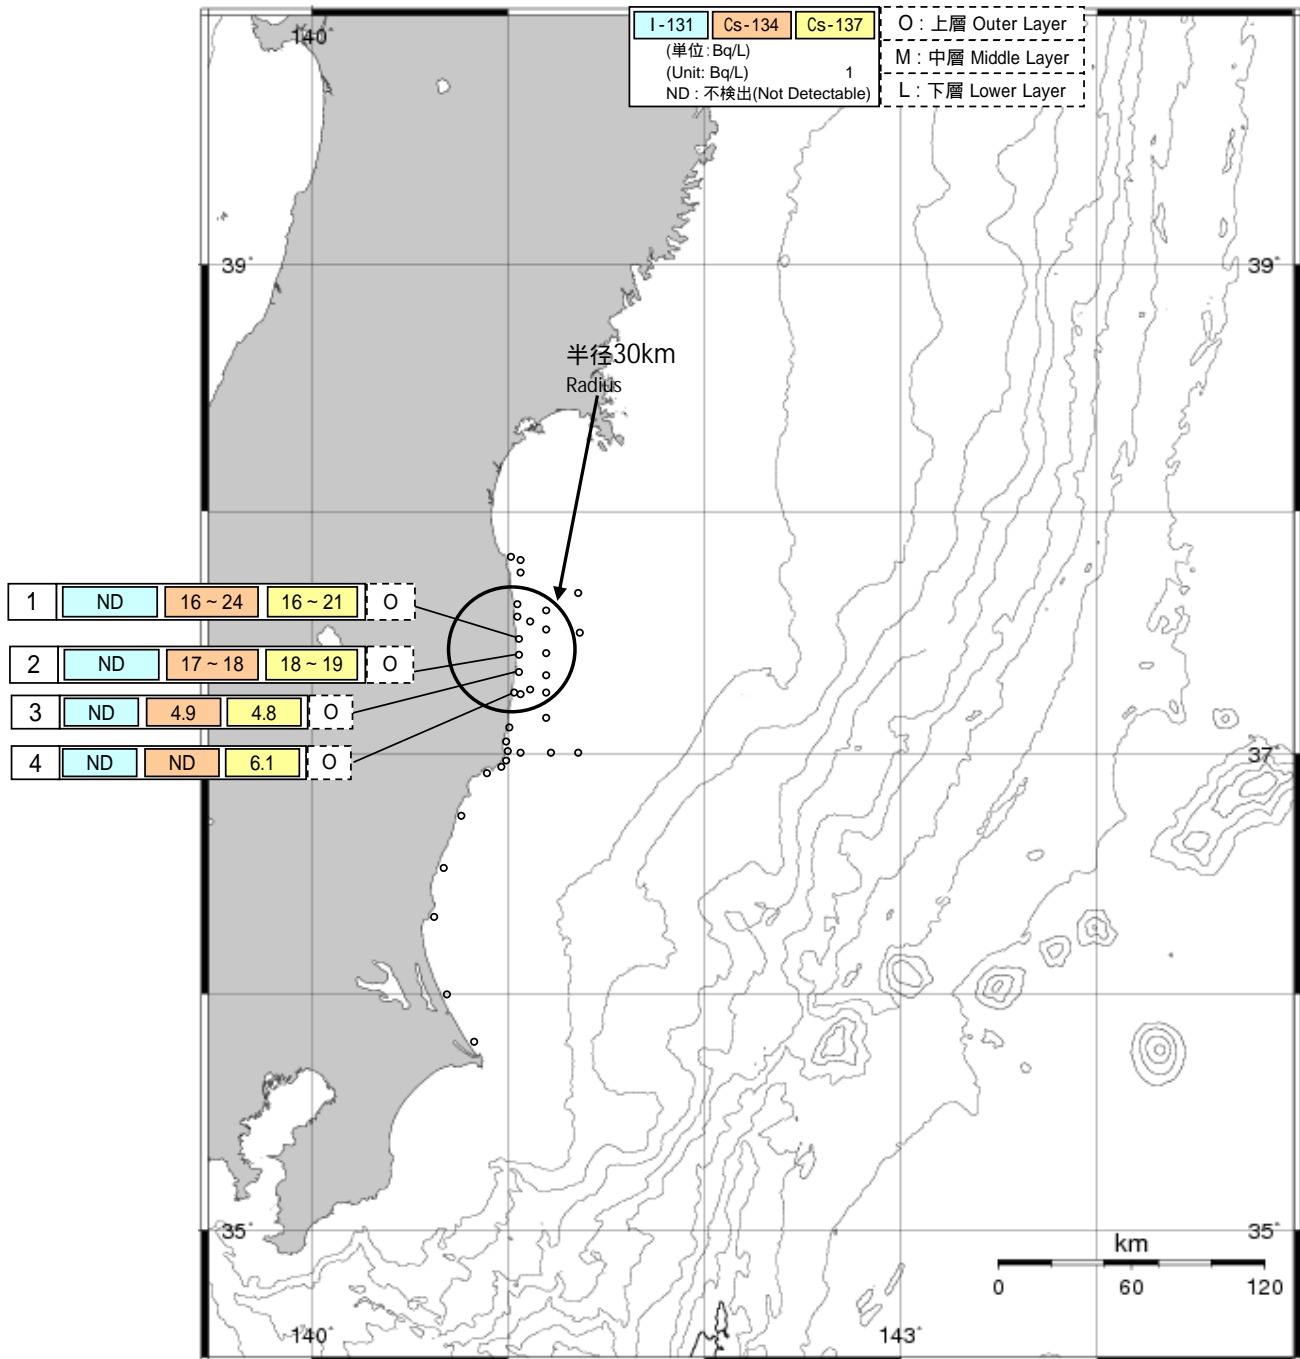 140°
I-131 Cs-134 Cs-137
(単位:Bq/L)
(Unit: Bq/L) 1
ND : 不検出(Not Detectable)
O : 上層 Outer Layer
M : 中層 Middle Layer
L : 下層 Lower Layer
39° 39°
半径30km
Radius
1 ND 16 ~ 24 16 ~ 21 O
2 ND 17 ~ 18 18 ~ 19 O
3 ND 4.9 4.8 O
4 ND ND 6.1 O
37°
35° 35°
km
0 60 120
140° 143°